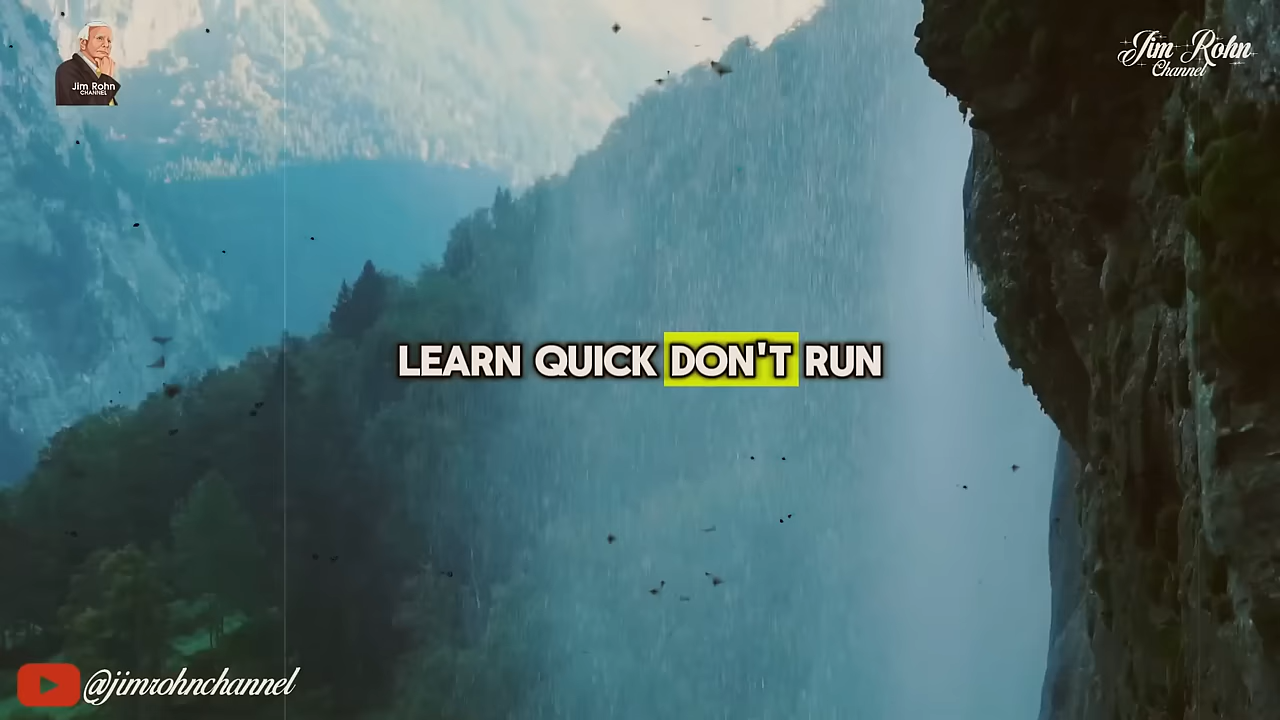 Jim Rohn
CHANNEL
Jim Rohn
Channel
LEARN QUICK DON'T RUN
@jimrohnchannel